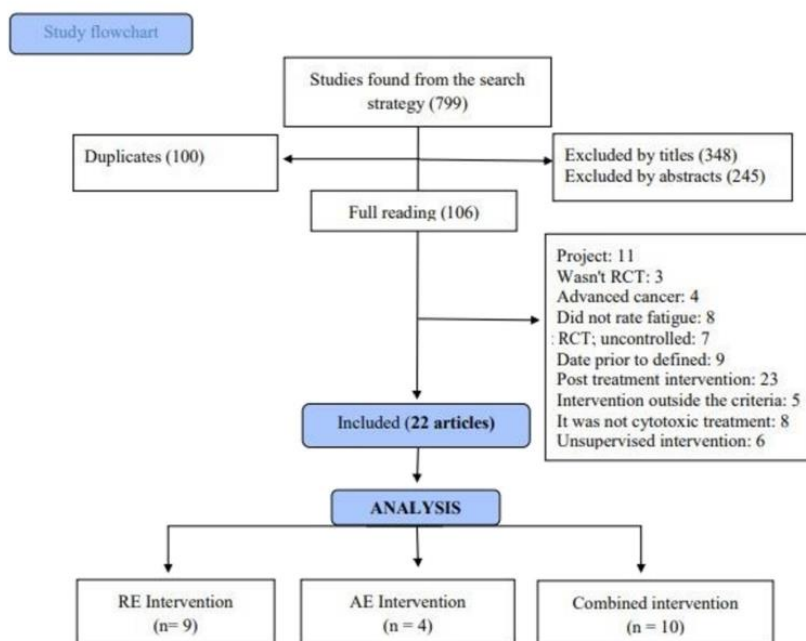 Study flowchart
Studies found from the search
strategy (799)
Duplicates (100)
Excluded by titles (348)
Excluded by abstracts (245)
Full reading (106)
Project: 11
Wasn't RCT: 3
Advanced cancer: 4
Did not rate fatigue: 8
: RCT; uncontrolled: 7
Date prior to defined: 9
Post treatment intervention: 23
Intervention outside the criteria: 5
It was not cytotoxic treatment: 8
Unsupervised intervention: 6
Included (22 articles)
ANALYSIS
RE Intervention
(n= 9)
AE Intervention
(n = 4)
Combined intervention
(n = 10)